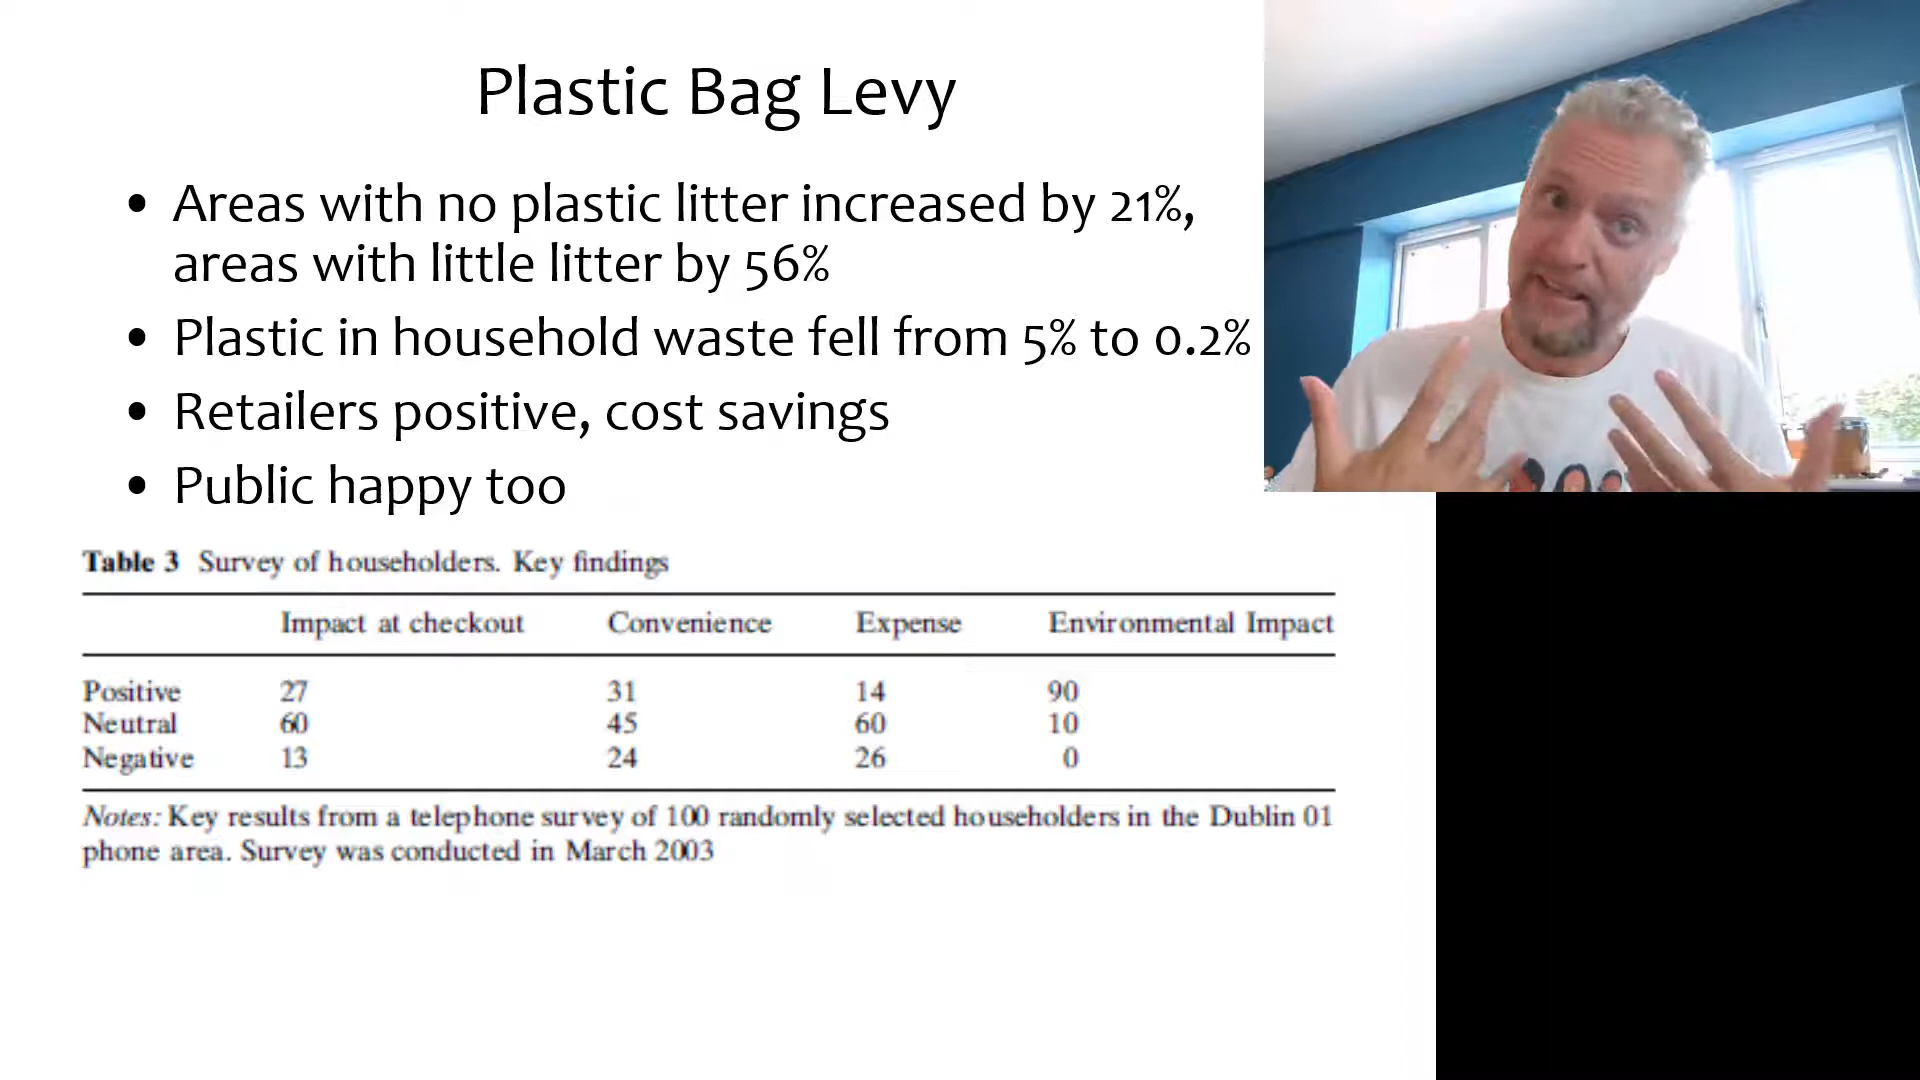 Plastic Bag Levy
• Areas with no plastic litter increased by 21%,
areas with little litter by 56%
• Plastic in household waste fell from 5% to 0.2%
• Retailers positive, cost savings
• Public happy too
Table 3 Survey of householders. Key findings
Impact at checkout Convenience Expense Environmental Impact
Positive 27 31 14 90
Neutral 60 45 60 10
Negative 13 24 26 0
Notes: Key results from a telephone survey of 100 randomly selected householders in the Dublin 01
phone area. Survey was conducted in March 2003